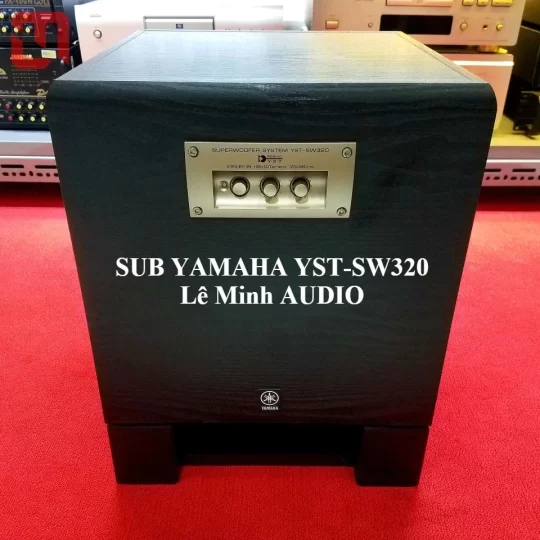 SUPERWOOFER SYSTEM YST-SW320
SUB YAMAHA YST-SW320
Lê Minh AUDIO
YAMAHA